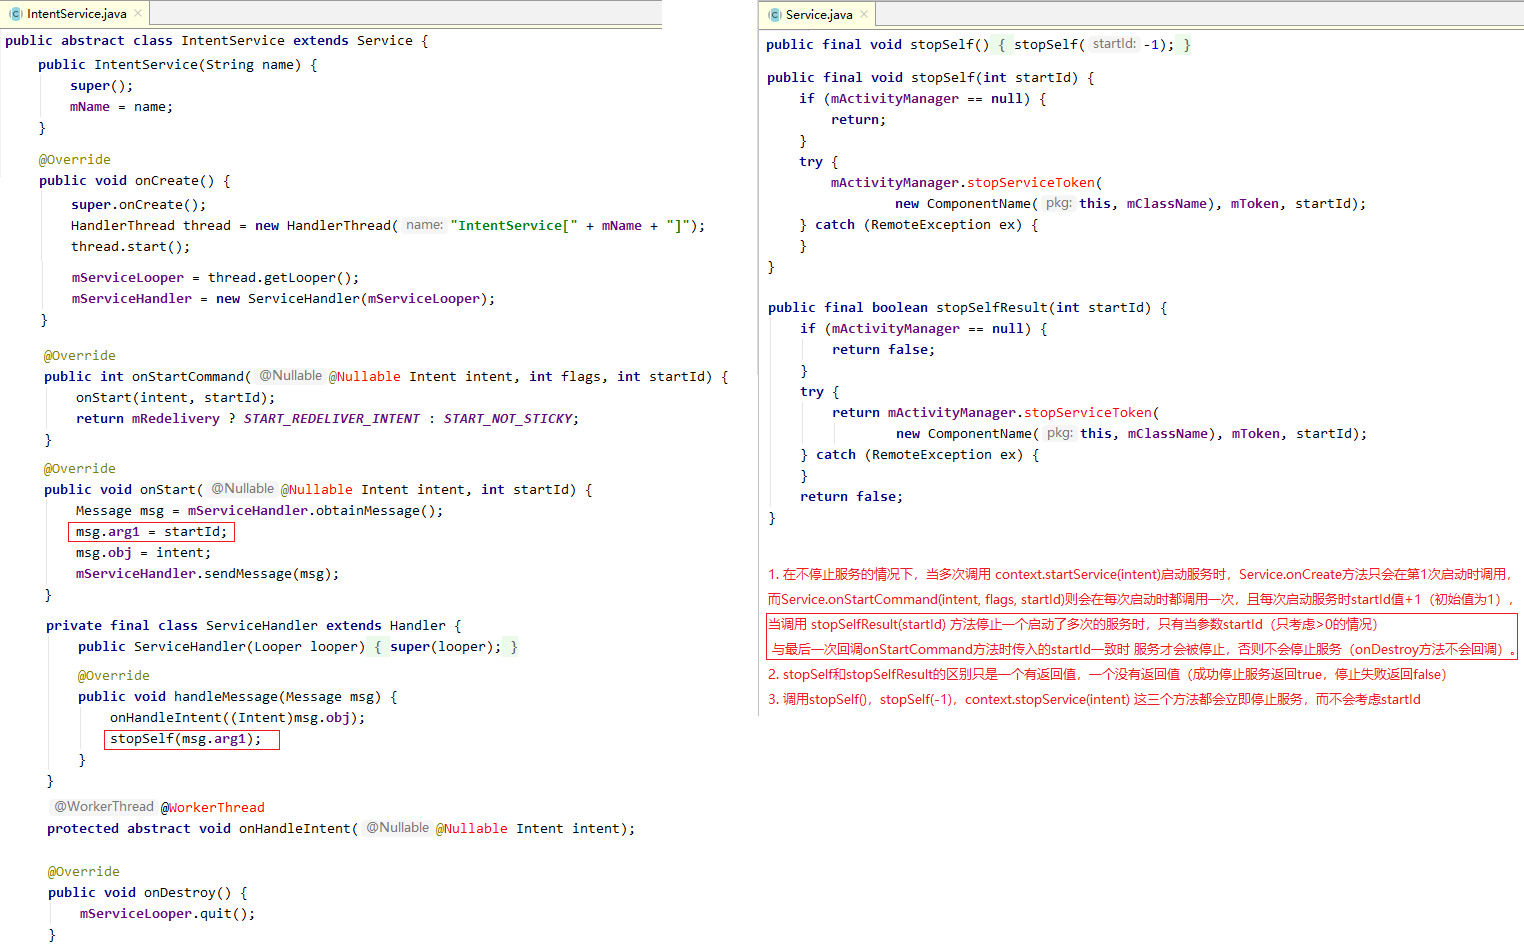 IntentService.java
public abstract class IntentService extends Service {
public IntentService(String name) {
super();
mName = name;
}
@Override
public void onCreate() {
super.onCreate();
HandlerThread thread = new HandlerThread( name: "IntentService[" + mName + "]");
thread.start();
mServiceLooper = thread.getLooper();
mServiceHandler = new ServiceHandler(mServiceLooper);
}
@Override
public int onStartCommand( @Nullable @Nullable Intent intent, int flags, int startId) {
onStart(intent, startId);
return mRedelivery ? START_REDELIVER_INTENT : START_NOT_STICKY;
}
@Override
public void onStart( @Nullable @Nullable Intent intent, int startId) {
Message msg = mServiceHandler.obtainMessage();
msg.arg1 = startId;
msg.obj = intent;
mServiceHandler.sendMessage(msg);
}
private final class ServiceHandler extends Handler {
public ServiceHandler(Looper looper) { super(looper); }
@Override
public void handleMessage(Message msg) {
onHandleIntent((Intent)msg.obj);
stopSelf(msg.arg1);
}
}
@WorkerThread @WorkerThread
protected abstract void onHandleIntent( @Nullable @Nullable Intent intent);
@Override
public void onDestroy() {
mServiceLooper.quit();
}
Service.java
public final void stopSelf() { stopSelf( startId: -1); }
public final void stopSelf(int startId) {
if (mActivityManager == null) {
return;
}
try {
mActivityManager.stopServiceToken(
new ComponentName( pkg: this, mClassName), mToken, startId);
} catch (RemoteException ex) {
}
}
public final boolean stopSelfResult(int startId) {
if (mActivityManager == null) {
return false;
}
try {
return mActivityManager.stopServiceToken(
new ComponentName( pkg: this, mClassName), mToken, startId);
} catch (RemoteException ex) {
}
return false;
}
1. 在不停止服务的情况下，当多次调用 context.startService(intent)启动服务时，Service.onCreate方法只会在第1次启动时调用，
而Service.onStartCommand(intent, flags, startId)则会在每次启动时都调用一次，且每次启动服务时startId值+1（初始值为1），
当调用 stopSelfResult(startId) 方法停止一个启动了多次的服务时，只有当参数startId（只考虑>0的情况）
与最后一次回调onStartCommand方法时传入的startId一致时 服务才会被停止，否则不会停止服务（onDestroy方法不会回调）。
2. stopSelf和stopSelfResult的区别只是一个有返回值，一个没有返回值（成功停止服务返回true，停止失败返回false）
3. 调用stopSelf()，stopSelf(-1)，context.stopService(intent) 这三个方法都会立即停止服务，而不会考虑startId